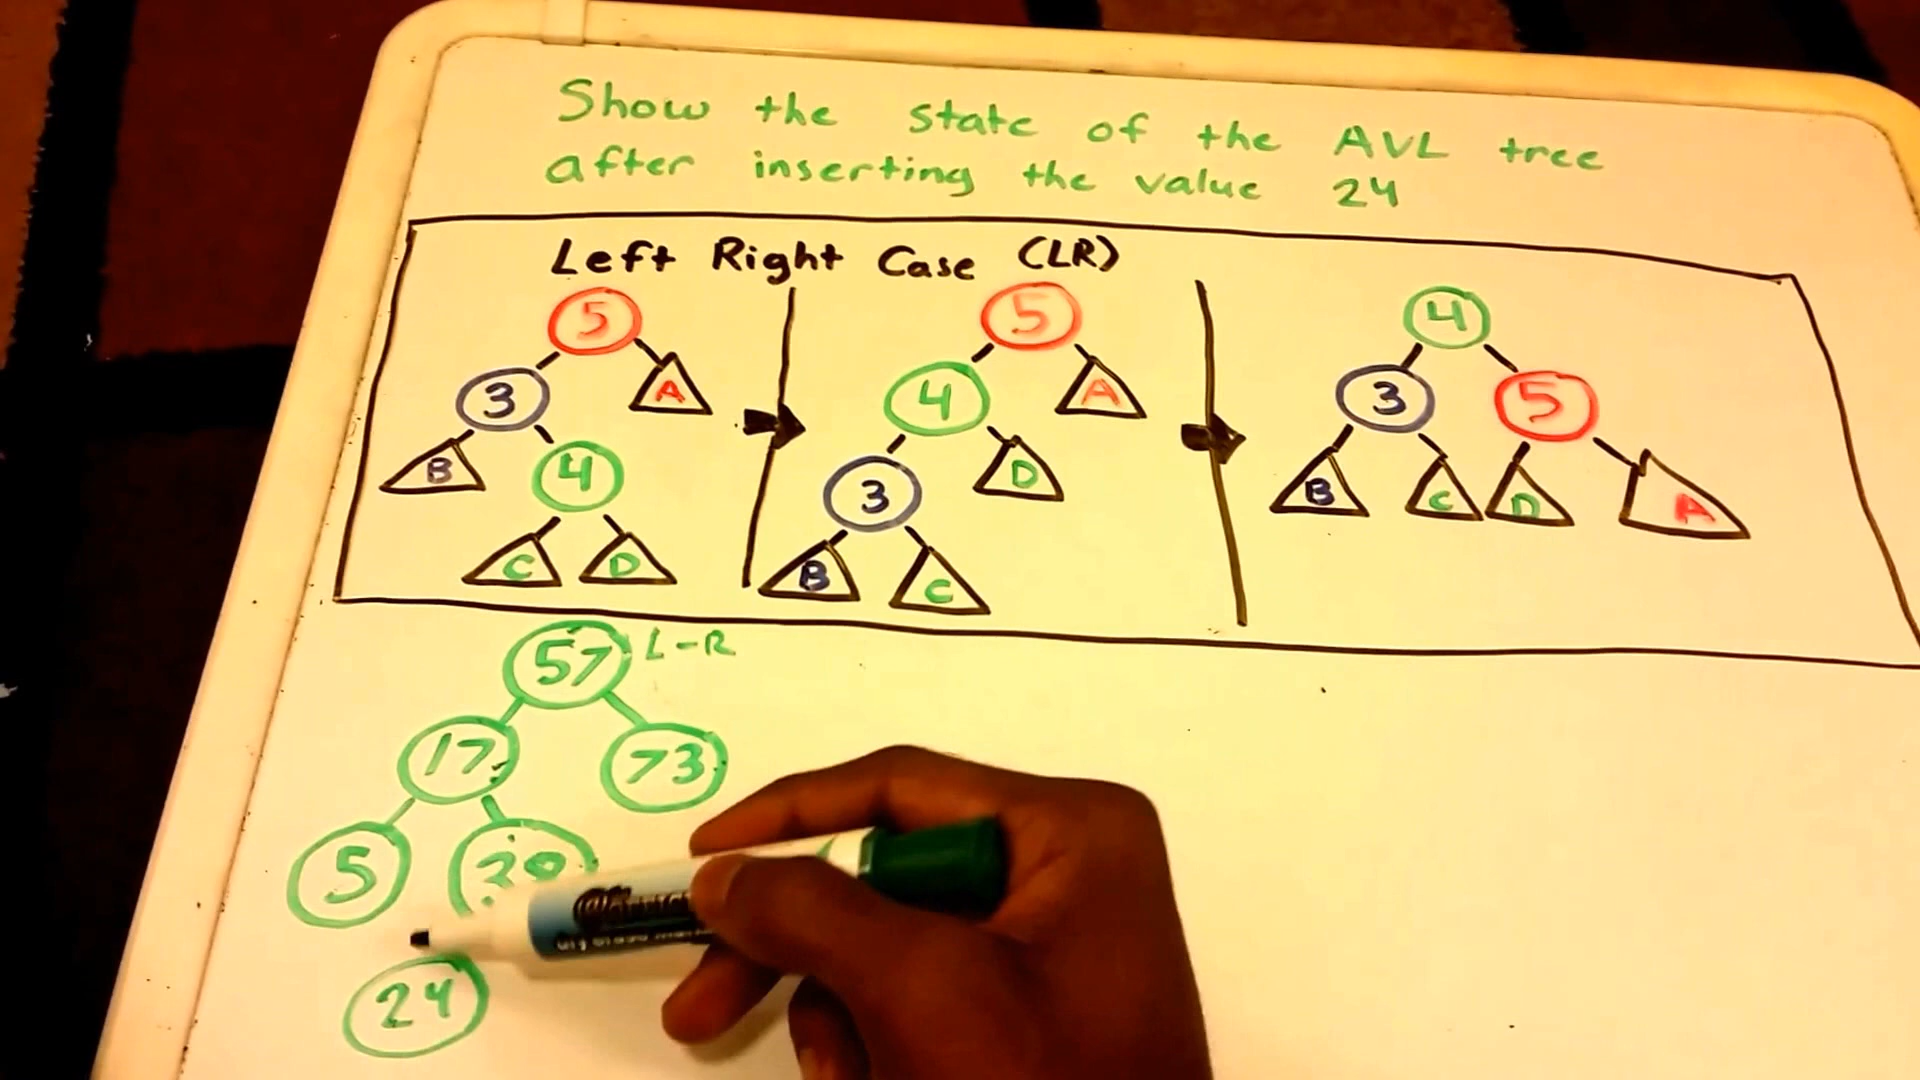 Show the state of the AVL tree
after inserting the value 24
Left Right Case (LR)
5 5 4
3 A 4 A 3 5
B 4 3 D B C D A
C D B C
57 L-R
17 73
5
24